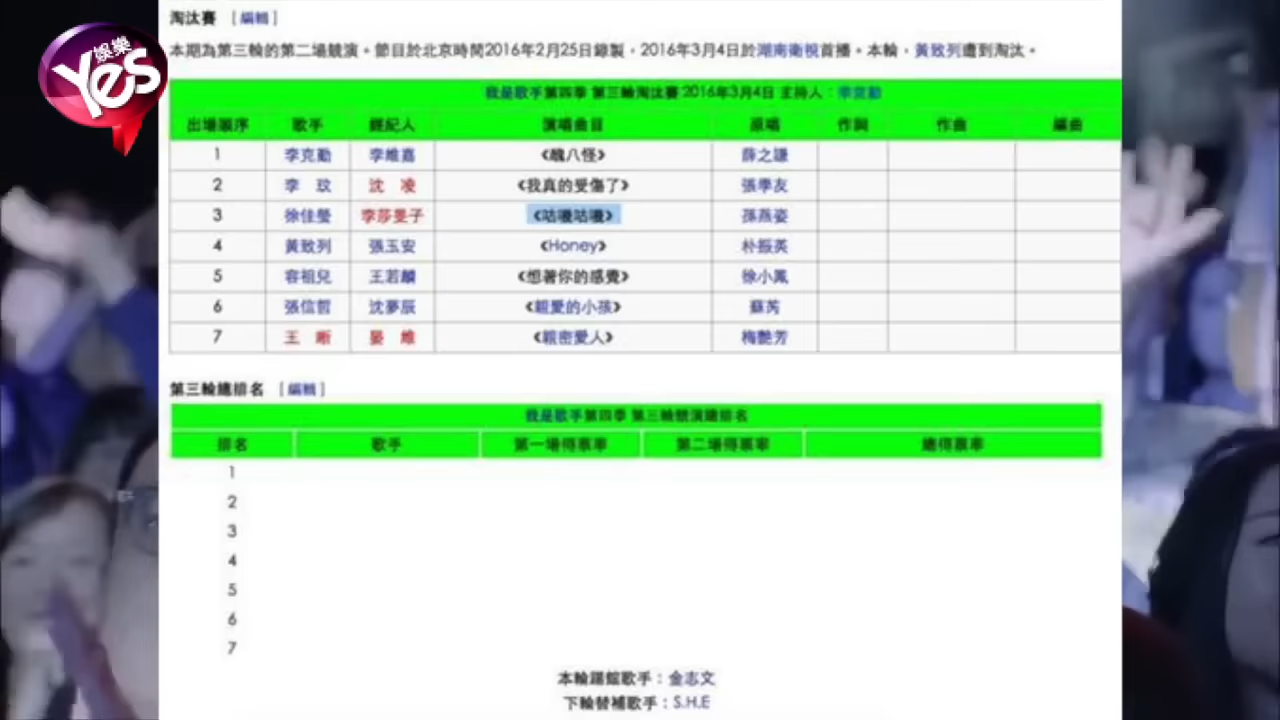 娛樂
Yes
淘汰賽 [編輯]
本期為第三輪的第二場競演。節目於北京時間2016年2月25日錄製，2016年3月4日於湖南衛視首播。本輪，黃致列遭到淘汰。
我是歌手第四季 第三輪淘汰賽 2016年3月4日 主持人：李克勤
出場順序 歌手 經紀人 演唱曲目 原唱 作詞 作曲 編曲
1 李克勤 李維嘉 《醜八怪》 薛之謙
2 李 玟 沈 凌 《我真的受傷了》 張學友
3 徐佳瑩 李莎旻子 《咕嘰咕嘰》 孫燕姿
4 黃致列 張玉安 《Honey》 朴振英
5 容祖兒 王若麟 《想著你的感覺》 徐小鳳
6 張信哲 沈夢辰 《親愛的小孩》 蘇芮
7 王 晰 晏 維 《親密愛人》 梅艷芳
第三輪總排名 [編輯]
我是歌手第四季 第三輪競演總排名
排名 歌手 第一場得票率 第二場得票率 總得票率
1
2
3
4
5
6
7
本輪踢館歌手：金志文
下輪替補歌手：S.H.E